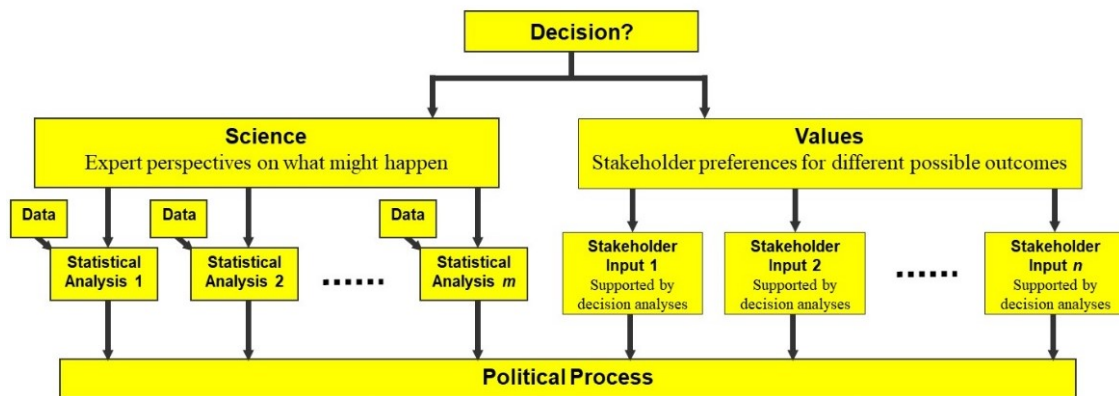 Decision?
Science
Expert perspectives on what might happen
Values
Stakeholder preferences for different possible outcomes
Data
Statistical
Analysis 1
Data
Statistical
Analysis 2
......
Data
Statistical
Analysis m
Stakeholder
Input 1
Supported by
decision analyses
Stakeholder
Input 2
Supported by
decision analyses
......
Stakeholder
Input n
Supported by
decision analyses
Political Process